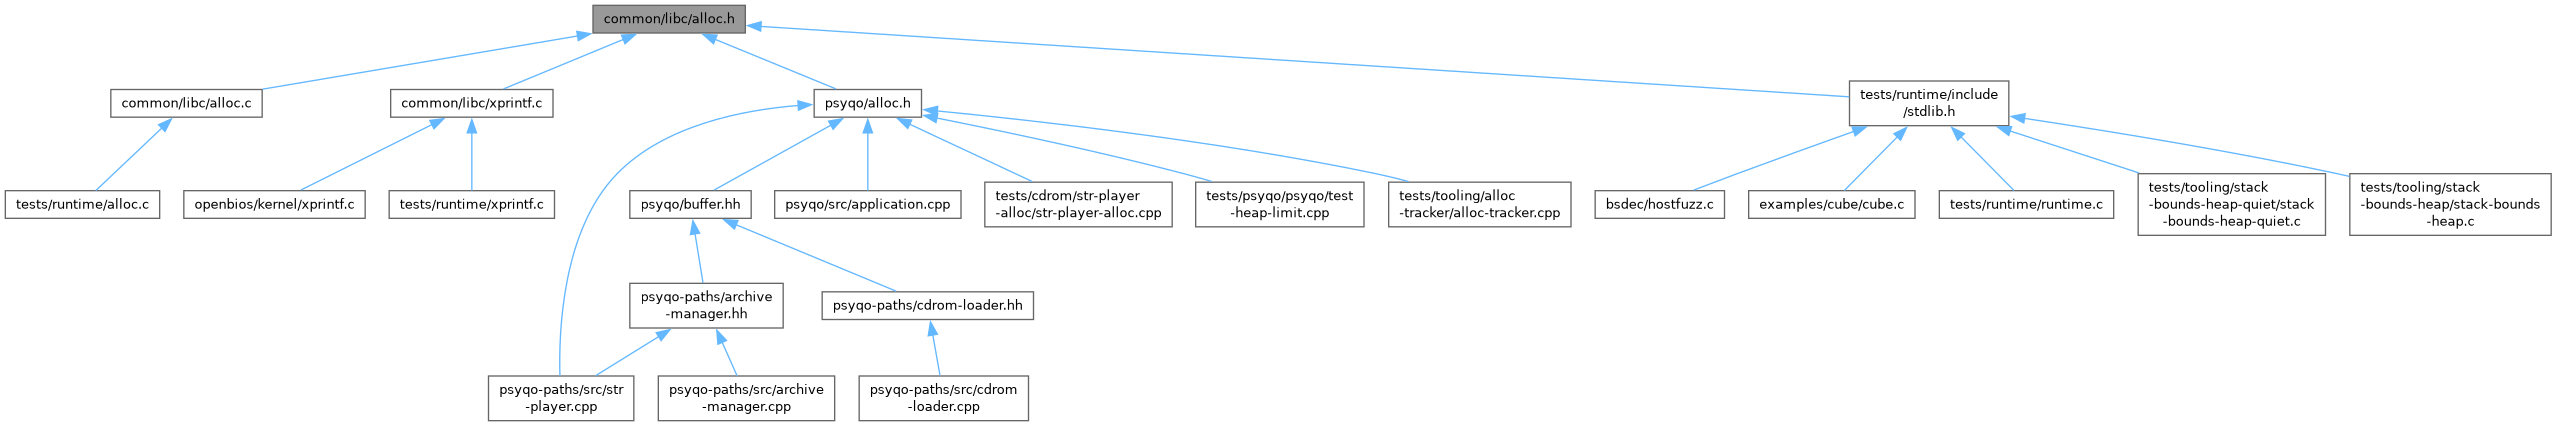 common/libc/alloc.h
common/libc/alloc.c
common/libc/xprintf.c
psyqo/alloc.h
tests/runtime/include
/stdlib.h
tests/runtime/alloc.c
openbios/kernel/xprintf.c
tests/runtime/xprintf.c
psyqo/buffer.hh
psyqo/src/application.cpp
tests/cdrom/str-player
-alloc/str-player-alloc.cpp
tests/psyqo/psyqo/test
-heap-limit.cpp
tests/tooling/alloc
-tracker/alloc-tracker.cpp
bsdec/hostfuzz.c
examples/cube/cube.c
tests/runtime/runtime.c
tests/tooling/stack
-bounds-heap-quiet/stack
-bounds-heap-quiet.c
tests/tooling/stack
-bounds-heap/stack-bounds
-heap.c
psyqo-paths/archive
-manager.hh
psyqo-paths/cdrom-loader.hh
psyqo-paths/src/str
-player.cpp
psyqo-paths/src/archive
-manager.cpp
psyqo-paths/src/cdrom
-loader.cpp